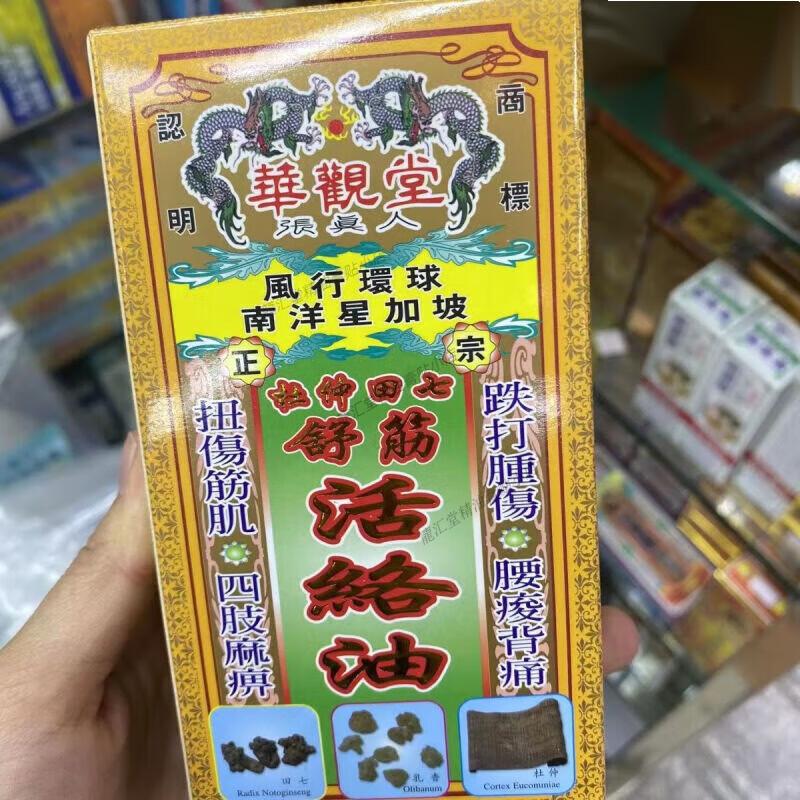 認明
商標
華觀堂
張眞人
風行環球
南洋星加坡
正宗
杜仲田七
舒筋
活絡油
跌打腫傷
腰痠背痛
扭傷筋肌
四肢麻痹
田七
Radix Notoginseng
乳香
Olibanum
杜仲
Cortex Eucommiae